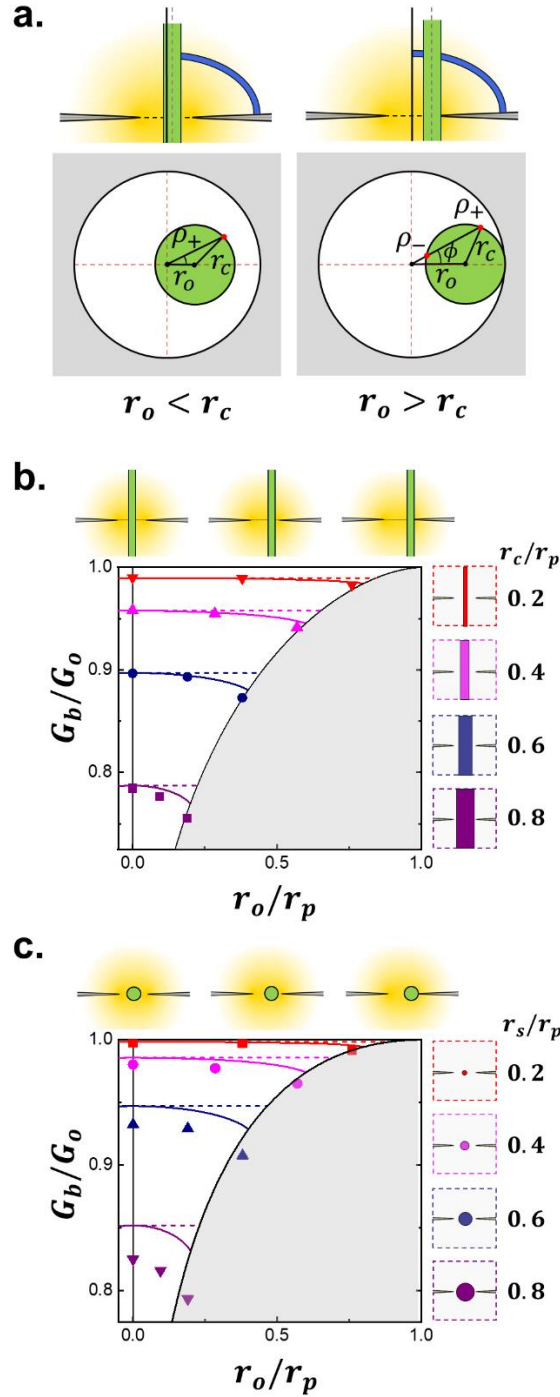 a.
ρ₊
r_o
r_c
ρ₋
ρ₊
ϕ
r_o
r_c
r_o < r_c
r_o > r_c
b.
r_c/r_p
1.0
0.9
0.8
G_b/G_o
0.0
0.5
1.0
r_o/r_p
0.2
0.4
0.6
0.8
c.
r_s/r_p
1.0
0.9
0.8
G_b/G_o
0.0
0.5
1.0
r_o/r_p
0.2
0.4
0.6
0.8